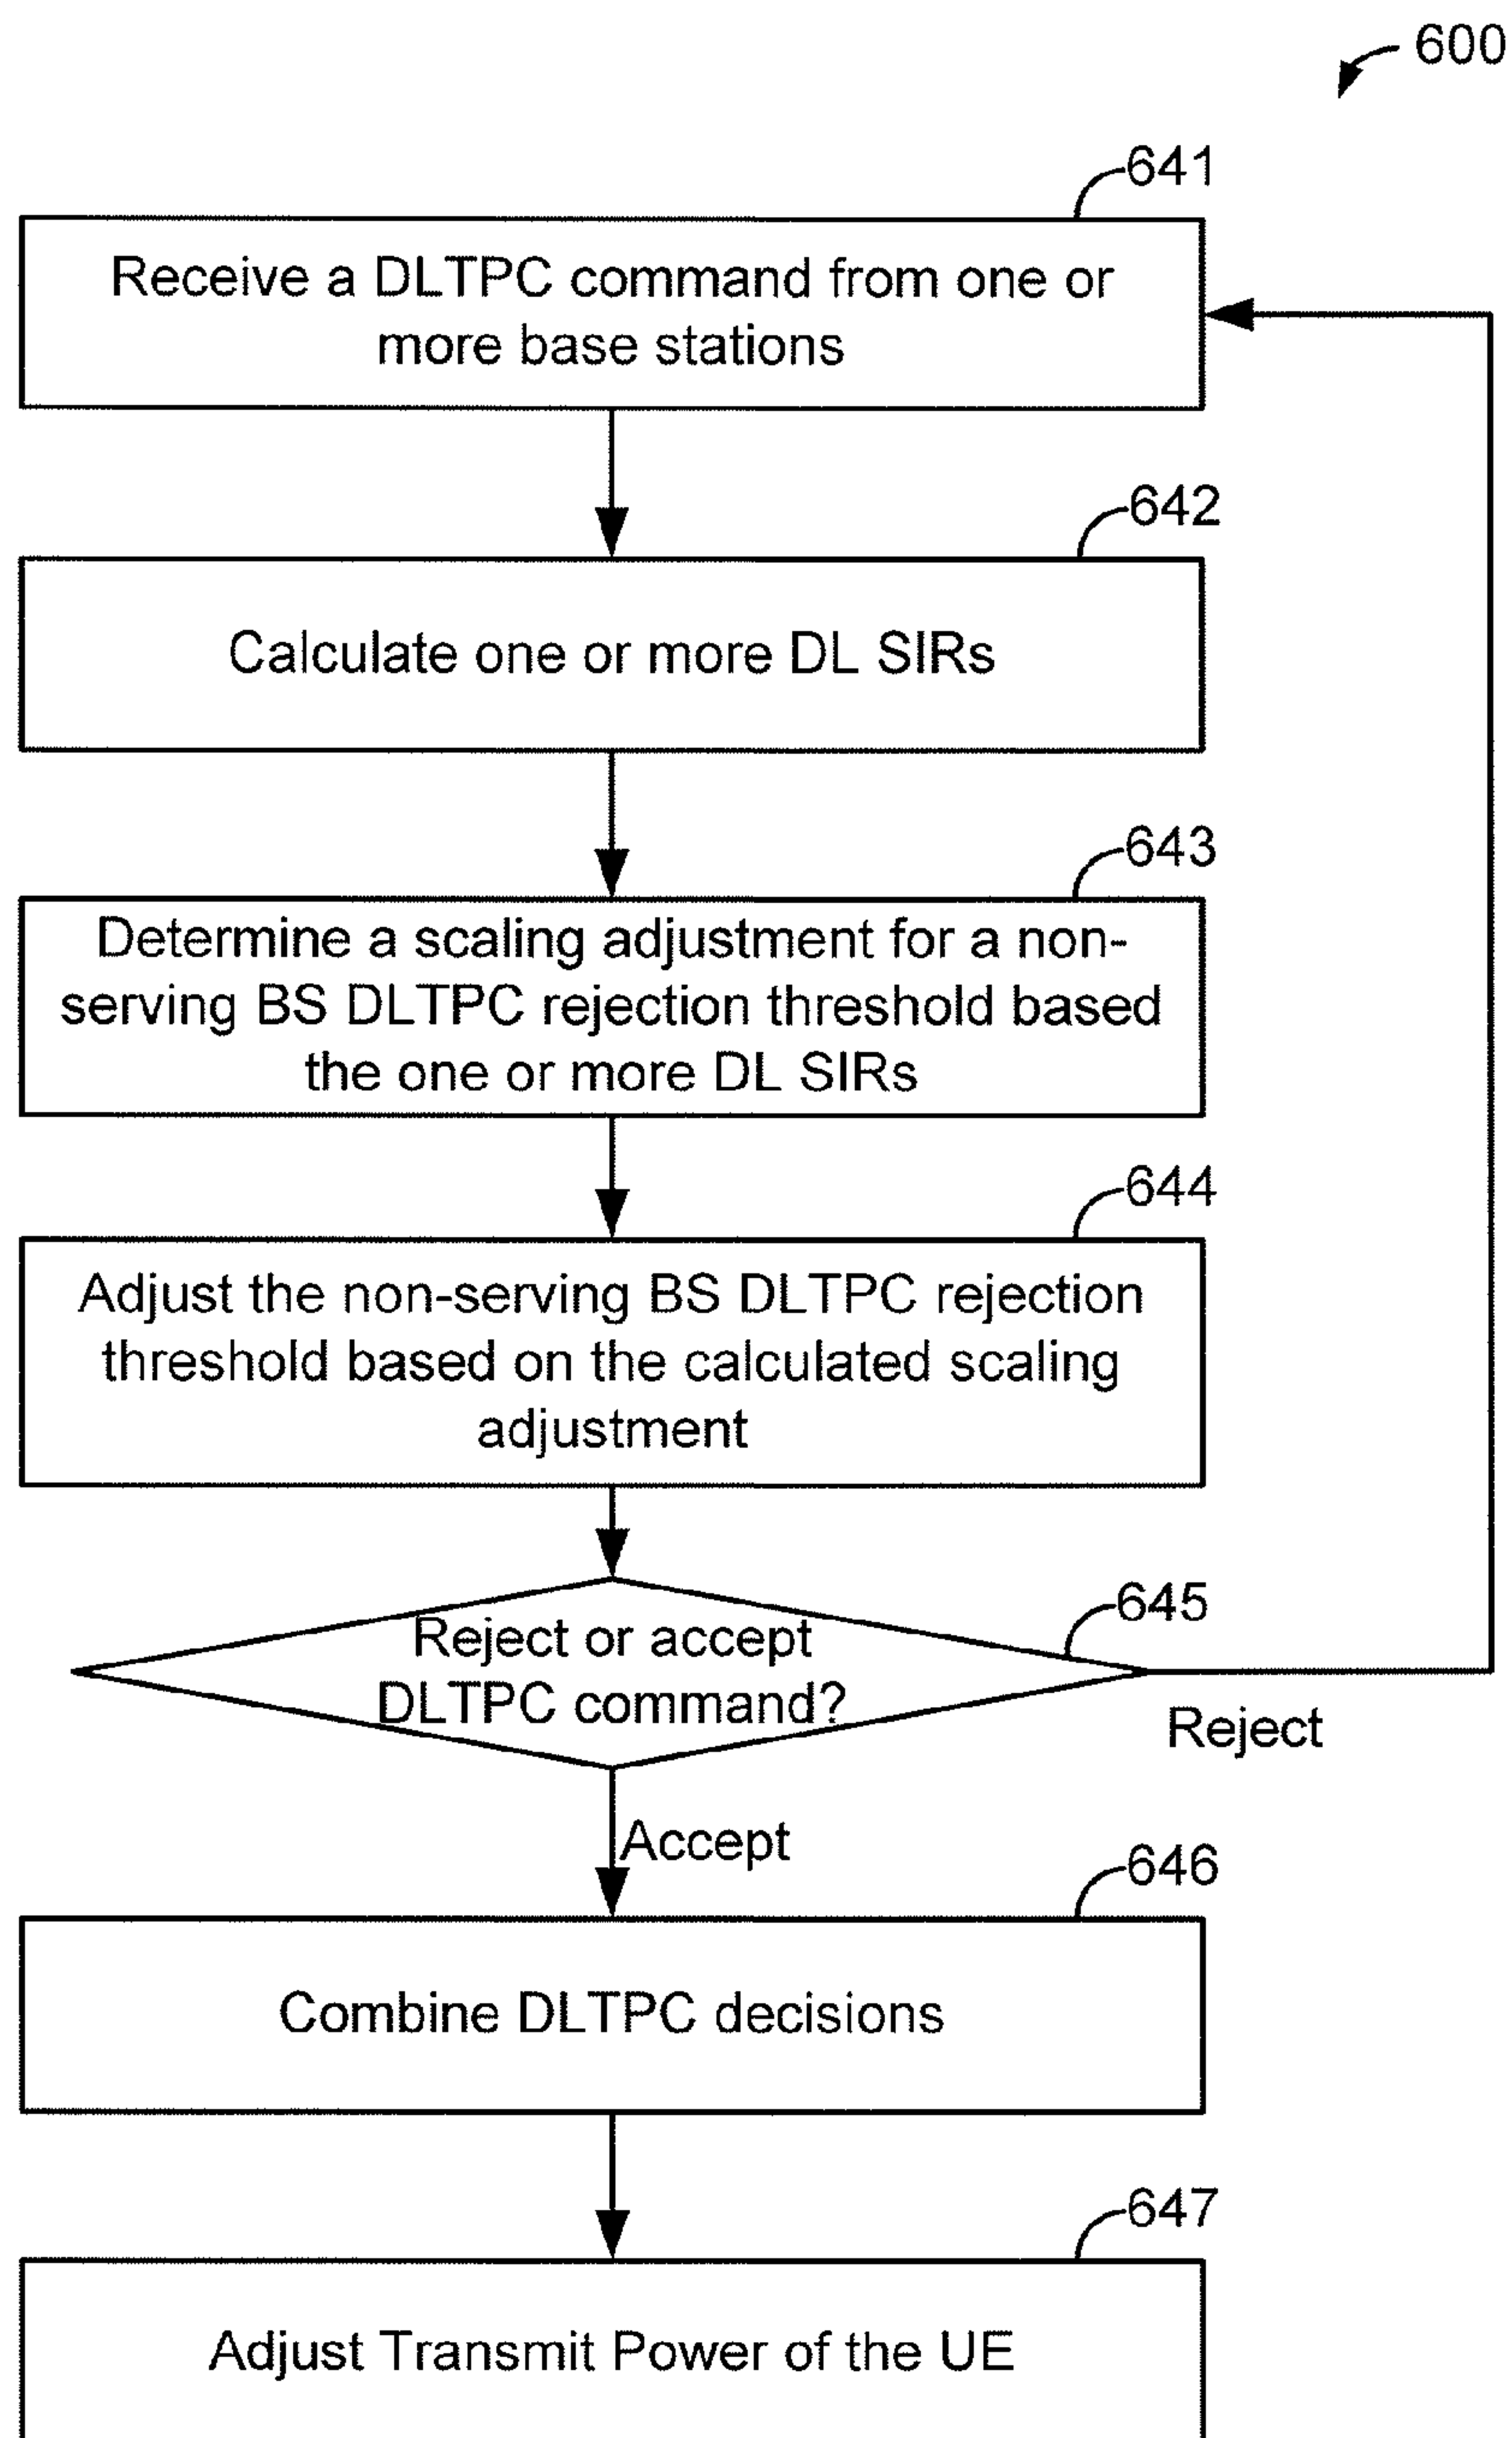 600
641
Receive a DLTPC command from one or
more base stations
642
Calculate one or more DL SIRs
643
Determine a scaling adjustment for a non-
serving BS DLTPC rejection threshold based
the one or more DL SIRs
644
Adjust the non-serving BS DLTPC rejection
threshold based on the calculated scaling
adjustment
645
Reject or accept
DLTPC command?
Reject
Accept
646
Combine DLTPC decisions
647
Adjust Transmit Power of the UE